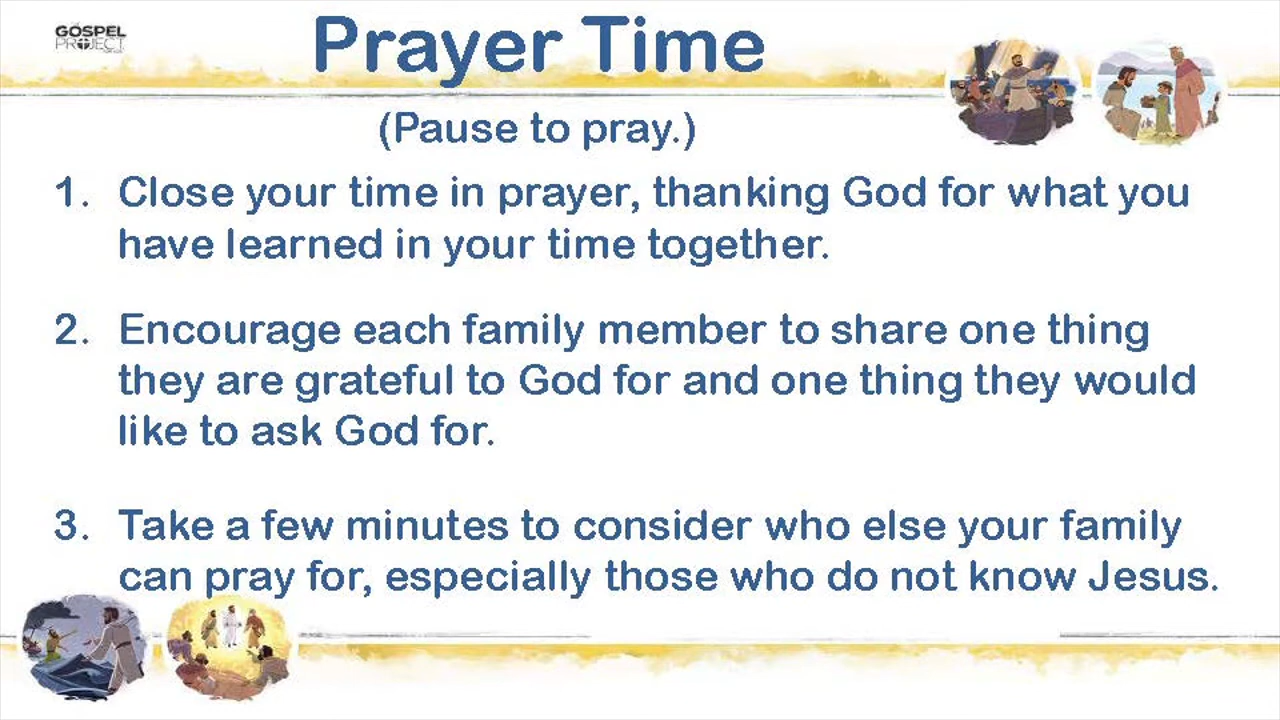 GOSPEL
PROJECT
Prayer Time
(Pause to pray.)
1. Close your time in prayer, thanking God for what you
have learned in your time together.
2. Encourage each family member to share one thing
they are grateful to God for and one thing they would
like to ask God for.
3. Take a few minutes to consider who else your family
can pray for, especially those who do not know Jesus.